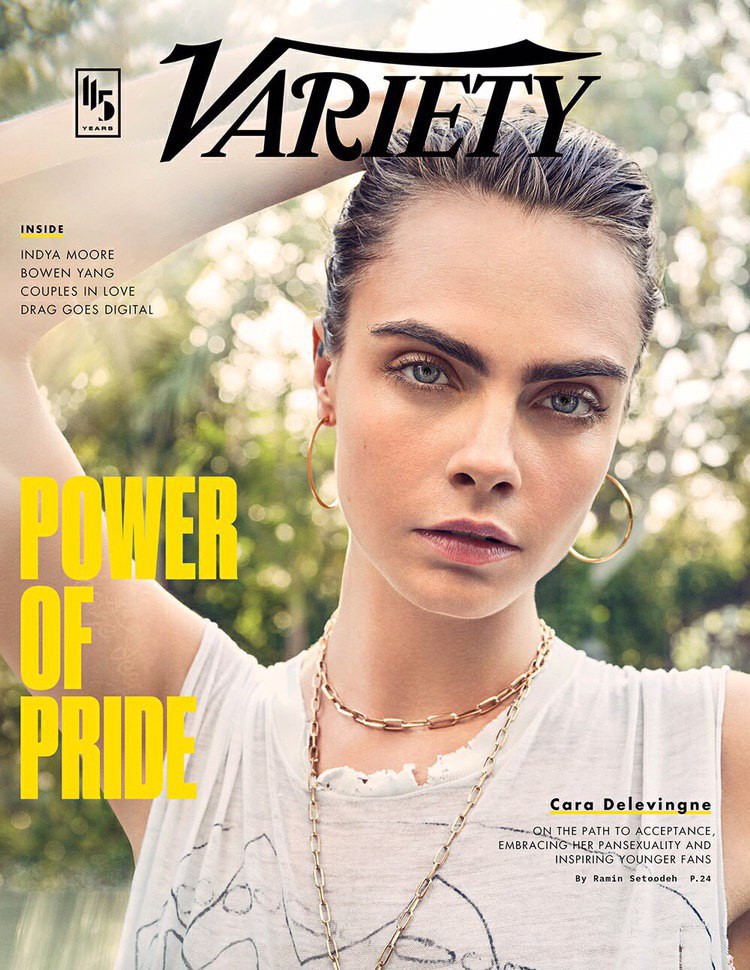 115
YEARS
VARIETY
INSIDE
INDYA MOORE
BOWEN YANG
COUPLES IN LOVE
DRAG GOES DIGITAL
POWER
OF
PRIDE
Cara Delevingne
ON THE PATH TO ACCEPTANCE,
EMBRACING HER PANSEXUALITY AND
INSPIRING YOUNGER FANS
By Ramin Setoodeh P.24